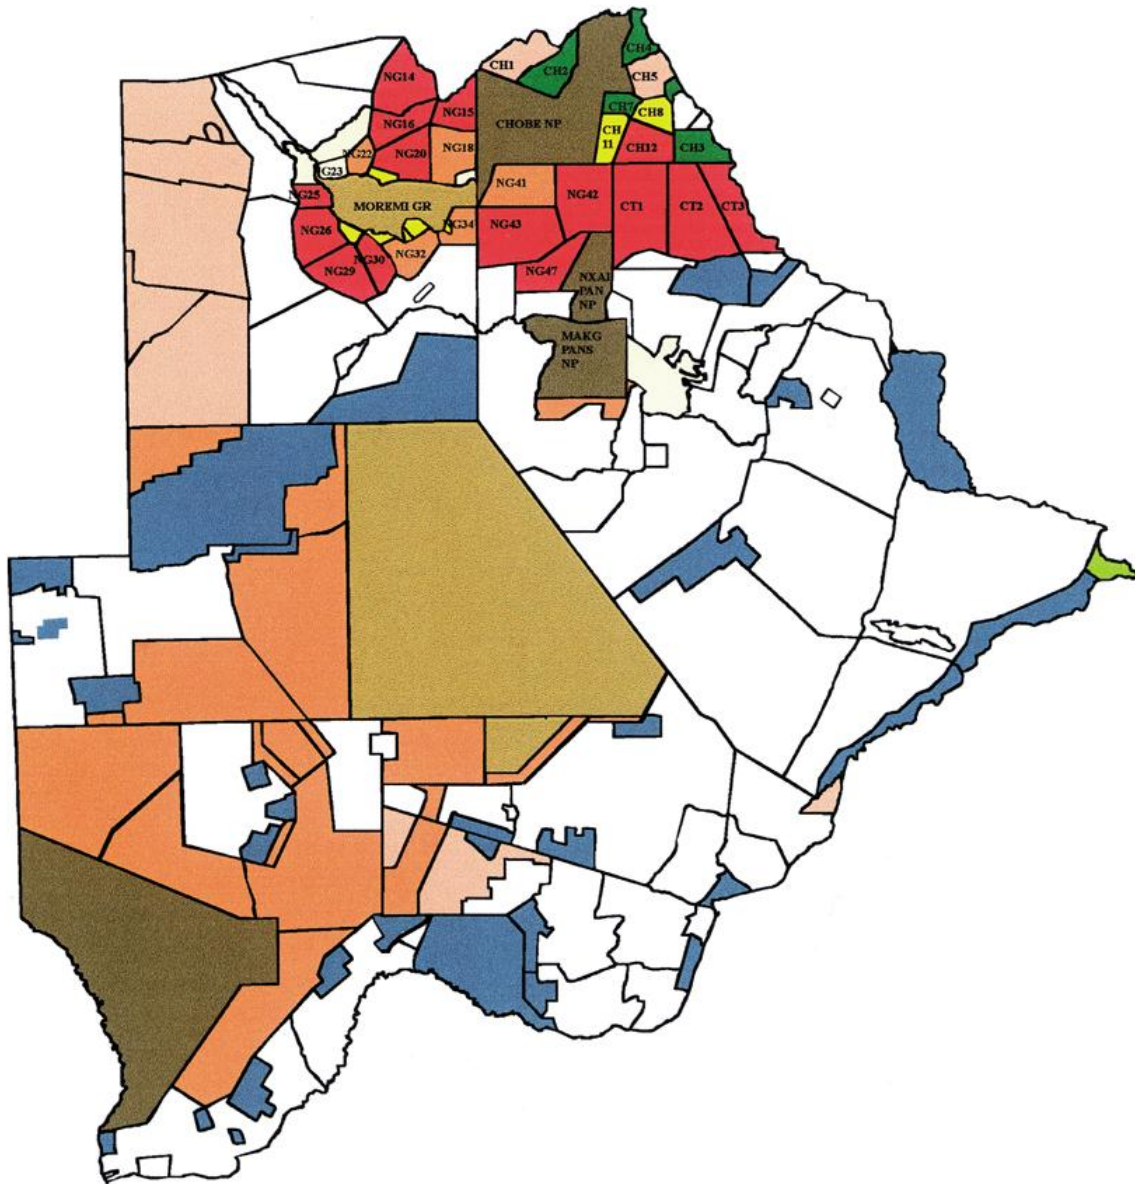 CH4
CH1
CH2
CH5
NG14
CH7
CH8
NG15
NG16
CHOBE NP
CH
11
CH12
CH3
NG18
NG20
NG22
G23
NG41
NG42
NG25
MOREMI GR
CT1
CT2
CT3
NG26
NG34
NG43
NG32
NG30
NG29
NG47
NXAI
PAN
NP
MAKG
PANS
NP